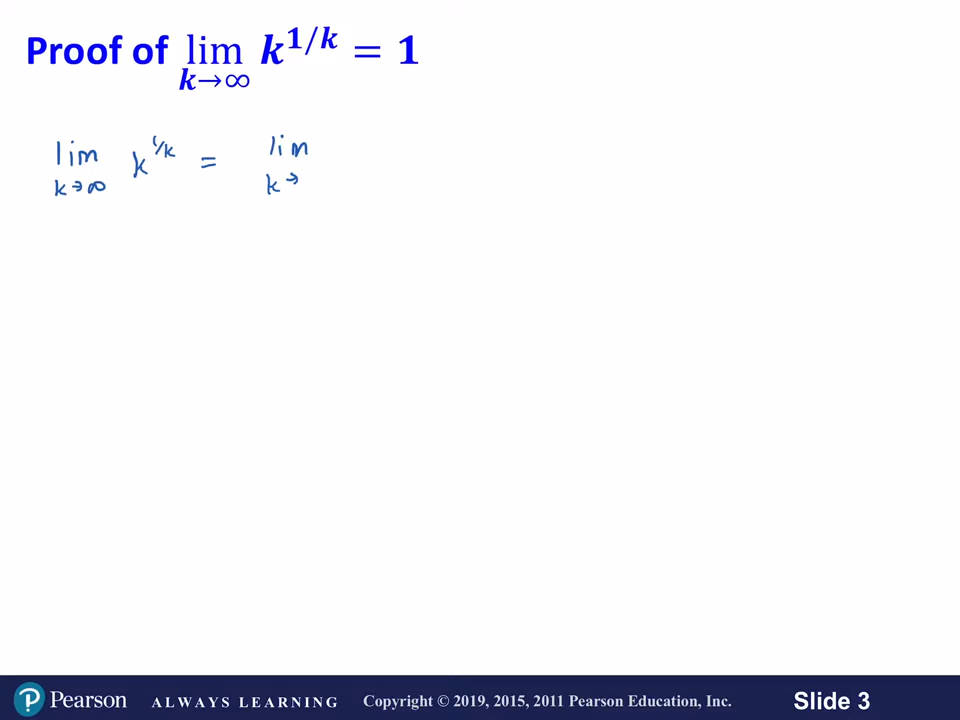 Proof of lim k→∞ k^{1/k} = 1
lim k→∞ k^{1/k} = lim k→
Pearson ALWAYS LEARNING Copyright © 2019, 2015, 2011 Pearson Education, Inc. Slide 3